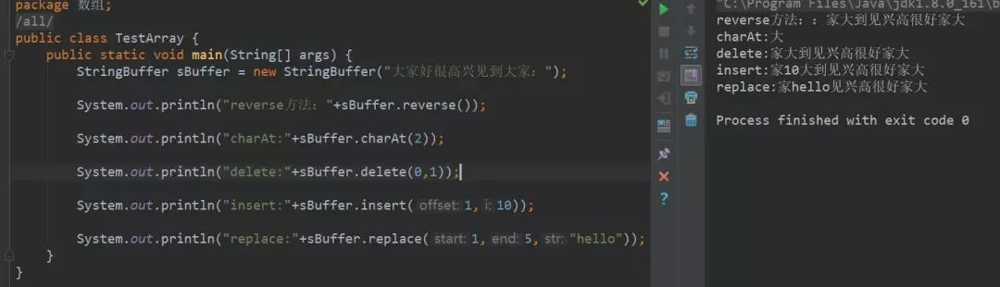 package 数组;
/all/
public class TestArray {
public static void main(String[] args) {
StringBuffer sBuffer = new StringBuffer("大家好很高兴见到大家：");
System.out.println("reverse方法："+sBuffer.reverse());
System.out.println("charAt:"+sBuffer.charAt(2));
System.out.println("delete:"+sBuffer.delete(0,1));
System.out.println("insert:"+sBuffer.insert( offset: 1, i: 10));
System.out.println("replace:"+sBuffer.replace( start: 1, end: 5, str: "hello"));
}
}
"C:\Program Files\Java\jdk1.8.0_161\b
reverse方法：：家大到见兴高很好家大
charAt:大
delete:家大到见兴高很好家大
insert:家10大到见兴高很好家大
replace:家hello见兴高很好家大
Process finished with exit code 0